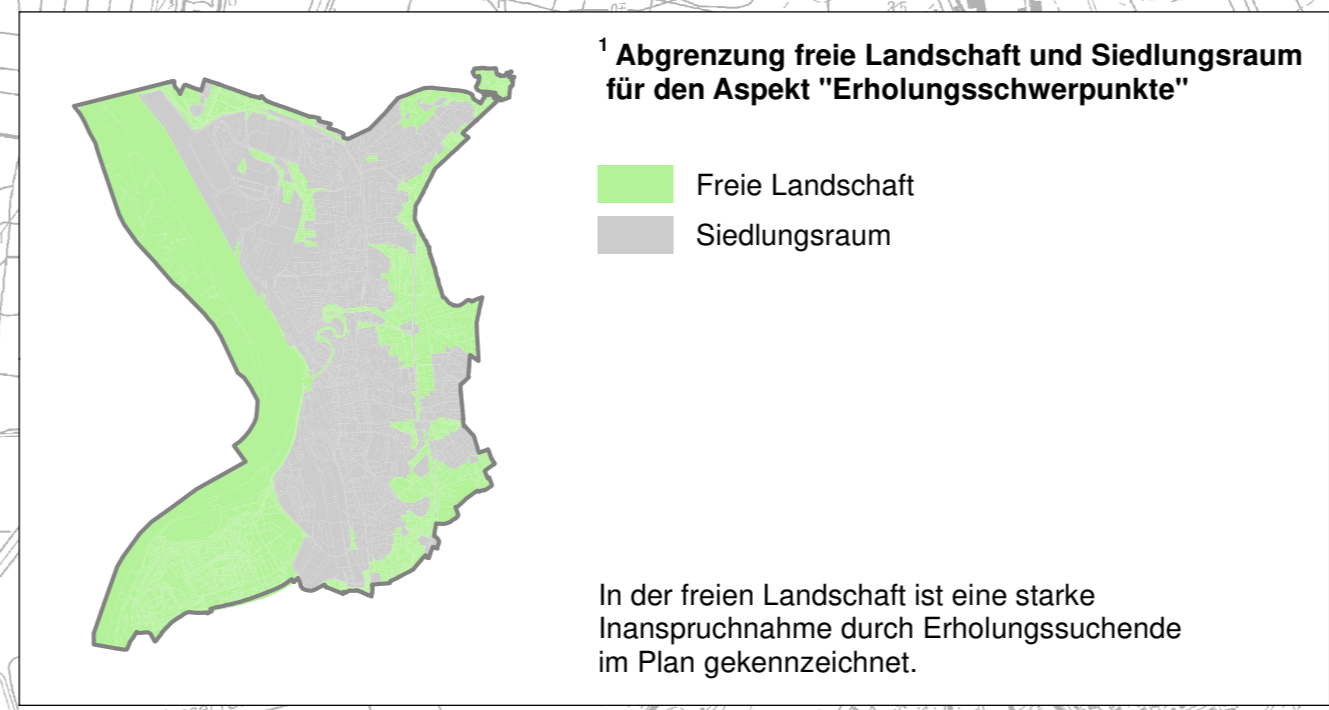 ¹ Abgrenzung freie Landschaft und Siedlungsraum
für den Aspekt "Erholungsschwerpunkte"
Freie Landschaft
Siedlungsraum
In der freien Landschaft ist eine starke
Inanspruchnahme durch Erholungssuchende
im Plan gekennzeichnet.